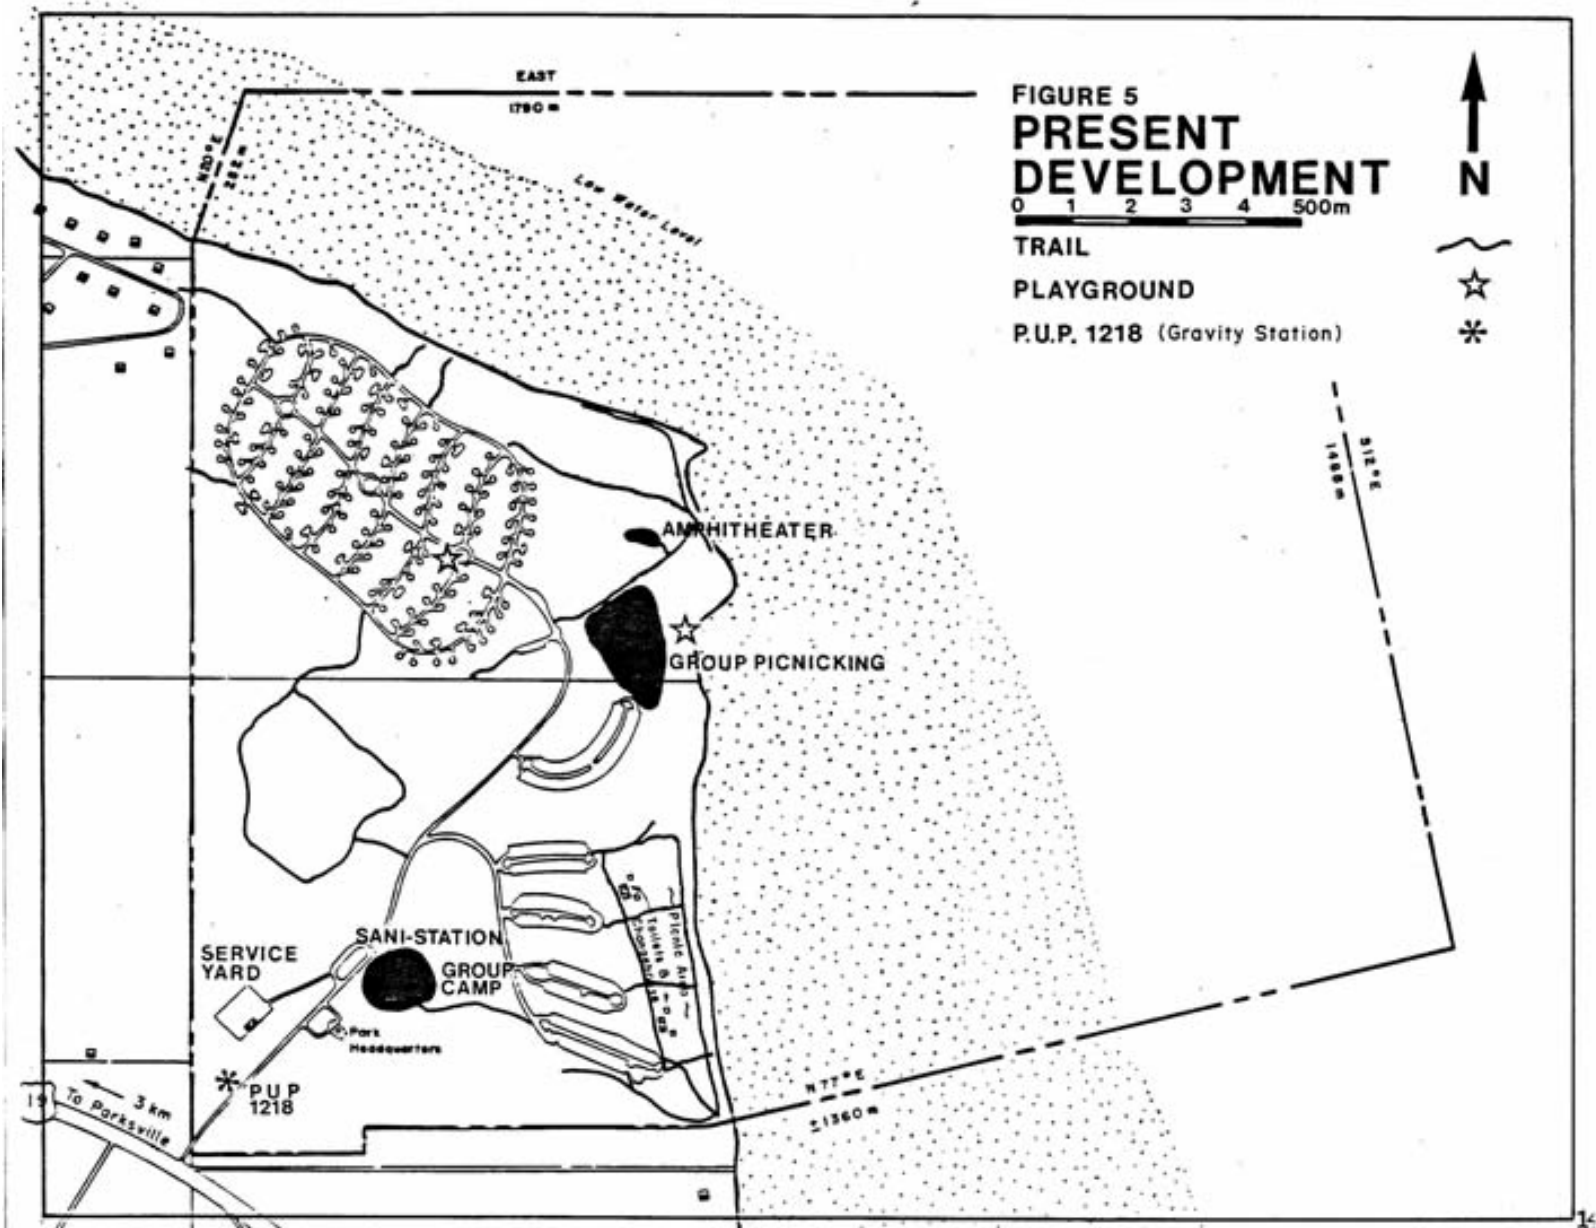 EAST
1790 m
N20°E
282 m
Low Water Level
FIGURE 5
PRESENT
DEVELOPMENT
0 1 2 3 4 500m
N
TRAIL
PLAYGROUND
P.U.P. 1218 (Gravity Station)
S12°E
1488 m
AMPHITHEATER
GROUP PICNICKING
Picnic Area
Toilets &
SANI-STATION
SERVICE
YARD
GROUP
CAMP
Park
Headquarters
PUP
1218
19
3 km
To Parksville
N 77° E
±1360 m